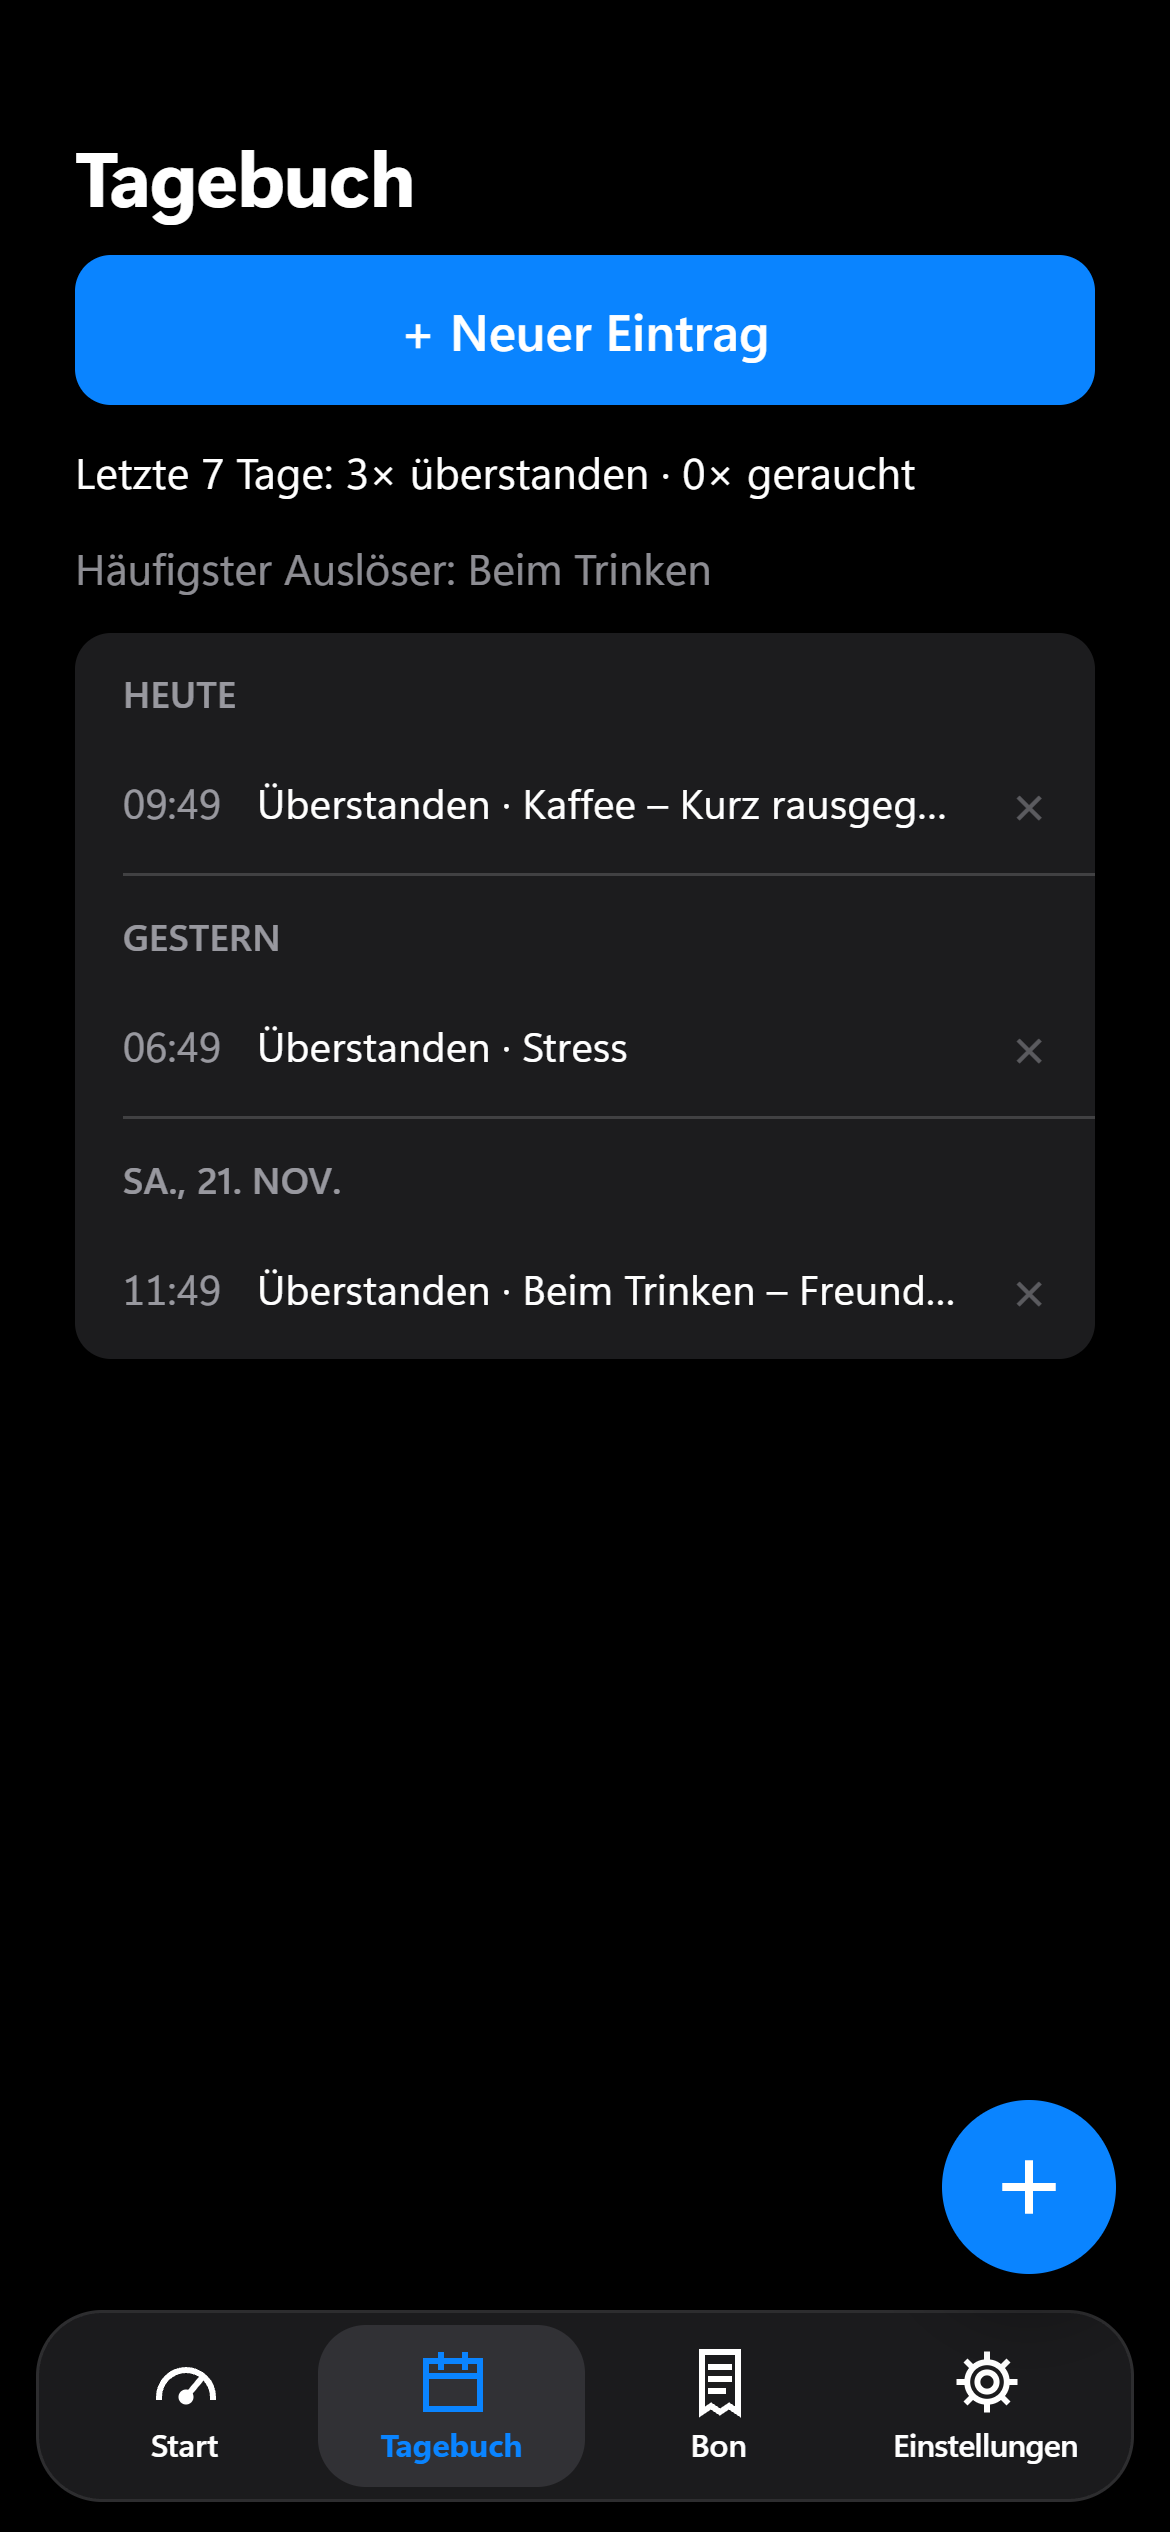 Tagebuch
+ Neuer Eintrag
Letzte 7 Tage: 3× überstanden · 0× geraucht
Häufigster Auslöser: Beim Trinken
HEUTE
09:49 Überstanden · Kaffee – Kurz rausgeg...
GESTERN
06:49 Überstanden · Stress
SA., 21. NOV.
11:49 Überstanden · Beim Trinken – Freund...
Start Tagebuch Bon Einstellungen